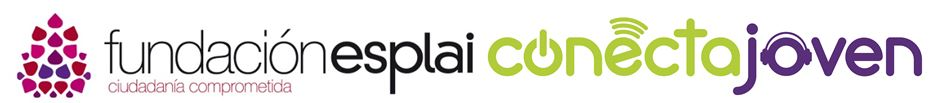 fundaciónesplai
ciudadanía comprometida
conectajoven